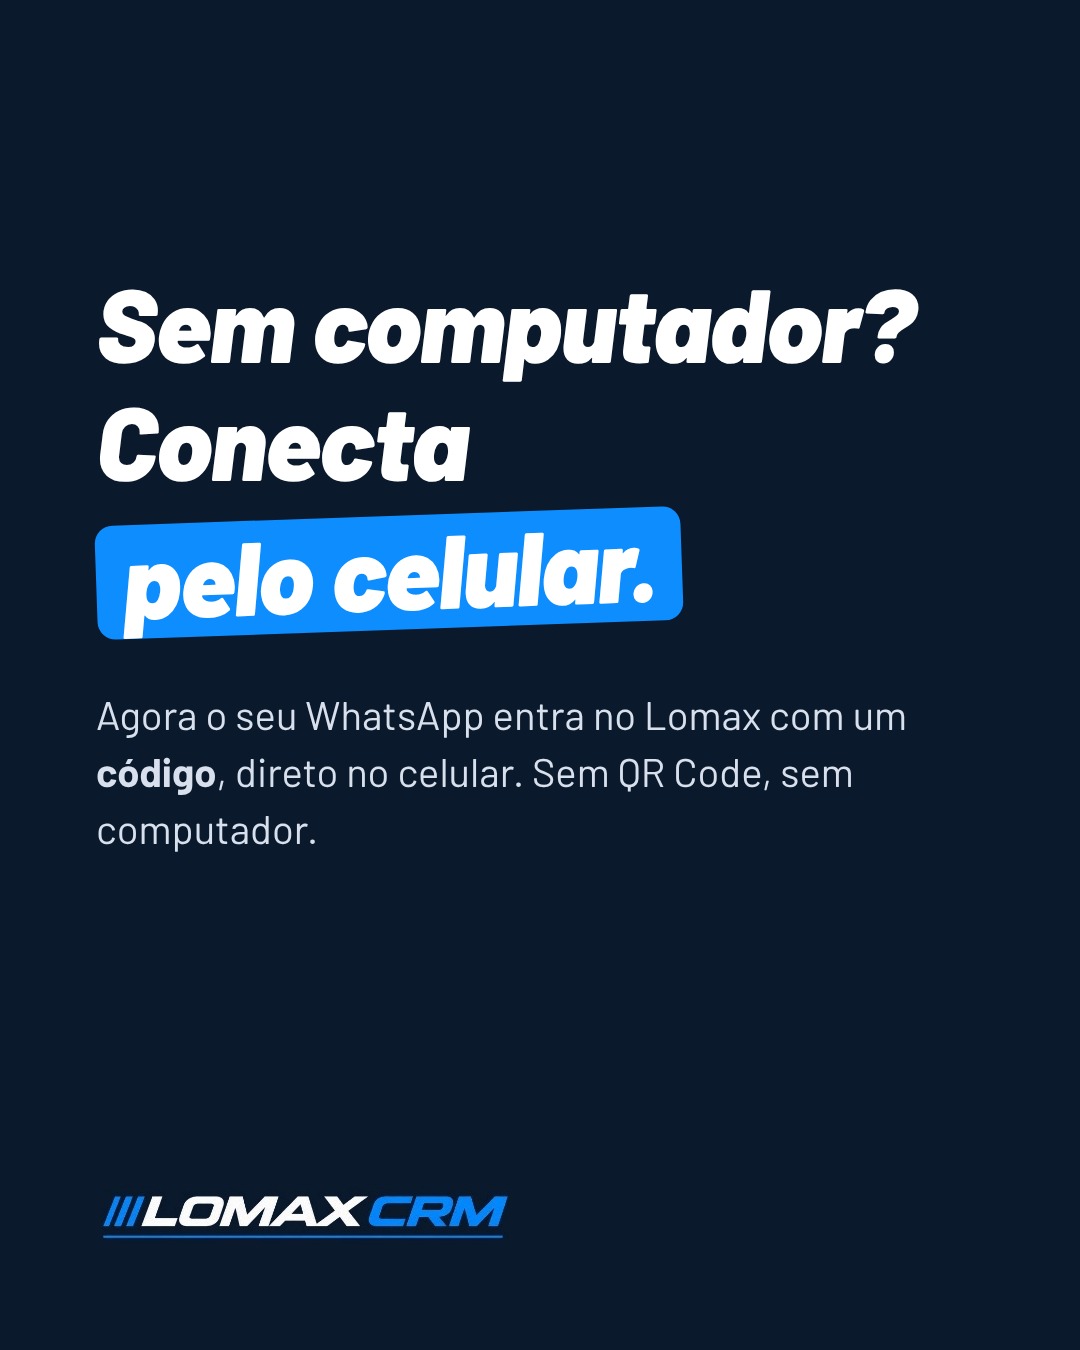 Sem computador?
Conecta
pelo celular.
Agora o seu WhatsApp entra no Lomax com um
código, direto no celular. Sem QR Code, sem
computador.
LOMAX CRM